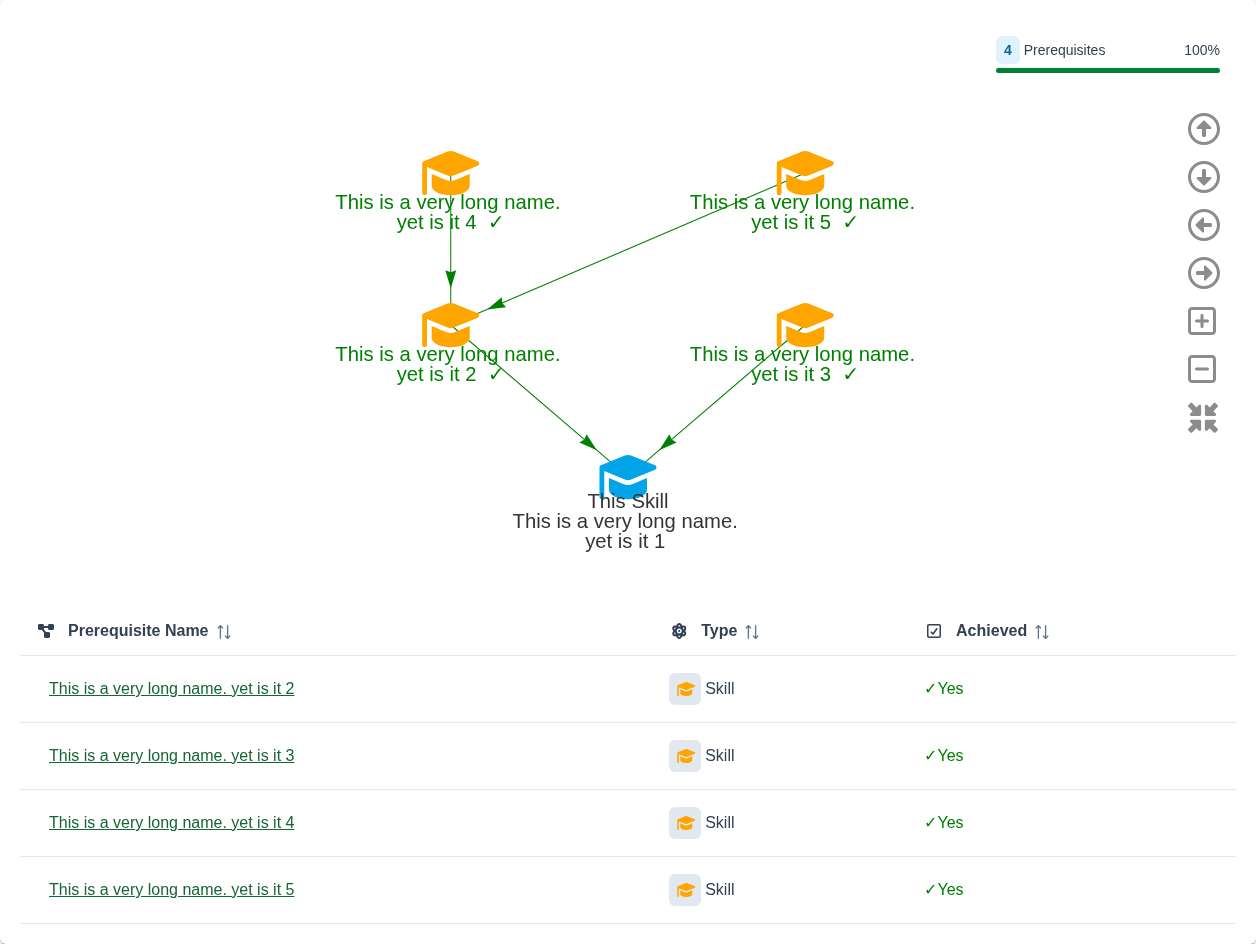 4 Prerequisites 100%
This is a very long name.
yet is it 4 ✓
This is a very long name.
yet is it 5 ✓
This is a very long name.
yet is it 2 ✓
This is a very long name.
yet is it 3 ✓
This Skill
This is a very long name.
yet is it 1
Prerequisite Name Type Achieved
This is a very long name. yet is it 2 Skill ✓Yes
This is a very long name. yet is it 3 Skill ✓Yes
This is a very long name. yet is it 4 Skill ✓Yes
This is a very long name. yet is it 5 Skill ✓Yes